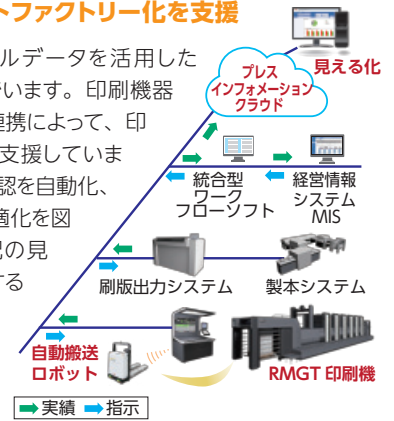 トファクトリー化を支援
ルデータを活用した
います。印刷機器
連携によって、印
支援していま
認を自動化、
適化を図
況の見
する
プレス
インフォメーション
クラウド
見える化
統合型
ワーク
フローソフト
経営情報
システム
MIS
刷版出力システム
製本システム
自動搬送
ロボット
RMGT 印刷機
➡実績 ➡指示